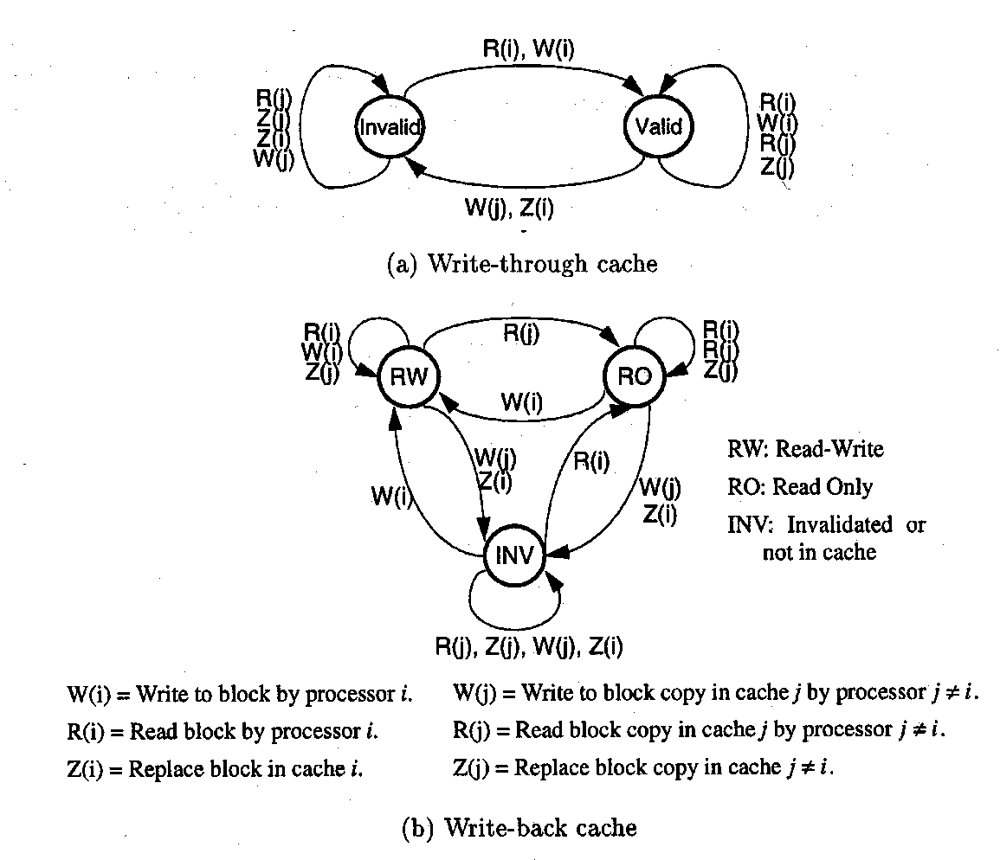 R(i), W(i)
R(j)
Z(j)
Z(i)
W(j)
Invalid
Valid
R(i)
W(i)
R(j)
Z(j)
W(j), Z(i)
(a) Write-through cache
R(i)
W(i)
Z(j)
RW
R(j)
RO
R(i)
R(j)
Z(j)
W(i)
W(i)
W(j)
Z(i)
R(i)
W(j)
Z(i)
INV
RW: Read-Write
RO: Read Only
INV: Invalidated or
not in cache
R(j), Z(j), W(j), Z(i)
W(i) = Write to block by processor i.
W(j) = Write to block copy in cache j by processor j ≠ i.
R(i) = Read block by processor i.
R(j) = Read block copy in cache j by processor j ≠ i.
Z(i) = Replace block in cache i.
Z(j) = Replace block copy in cache j ≠ i.
(b) Write-back cache